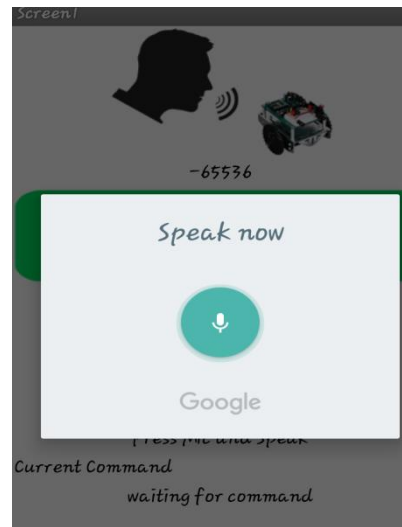 Screen1
-65536
Speak now
Google
Press Mic and Speak
Current Command
waiting for command